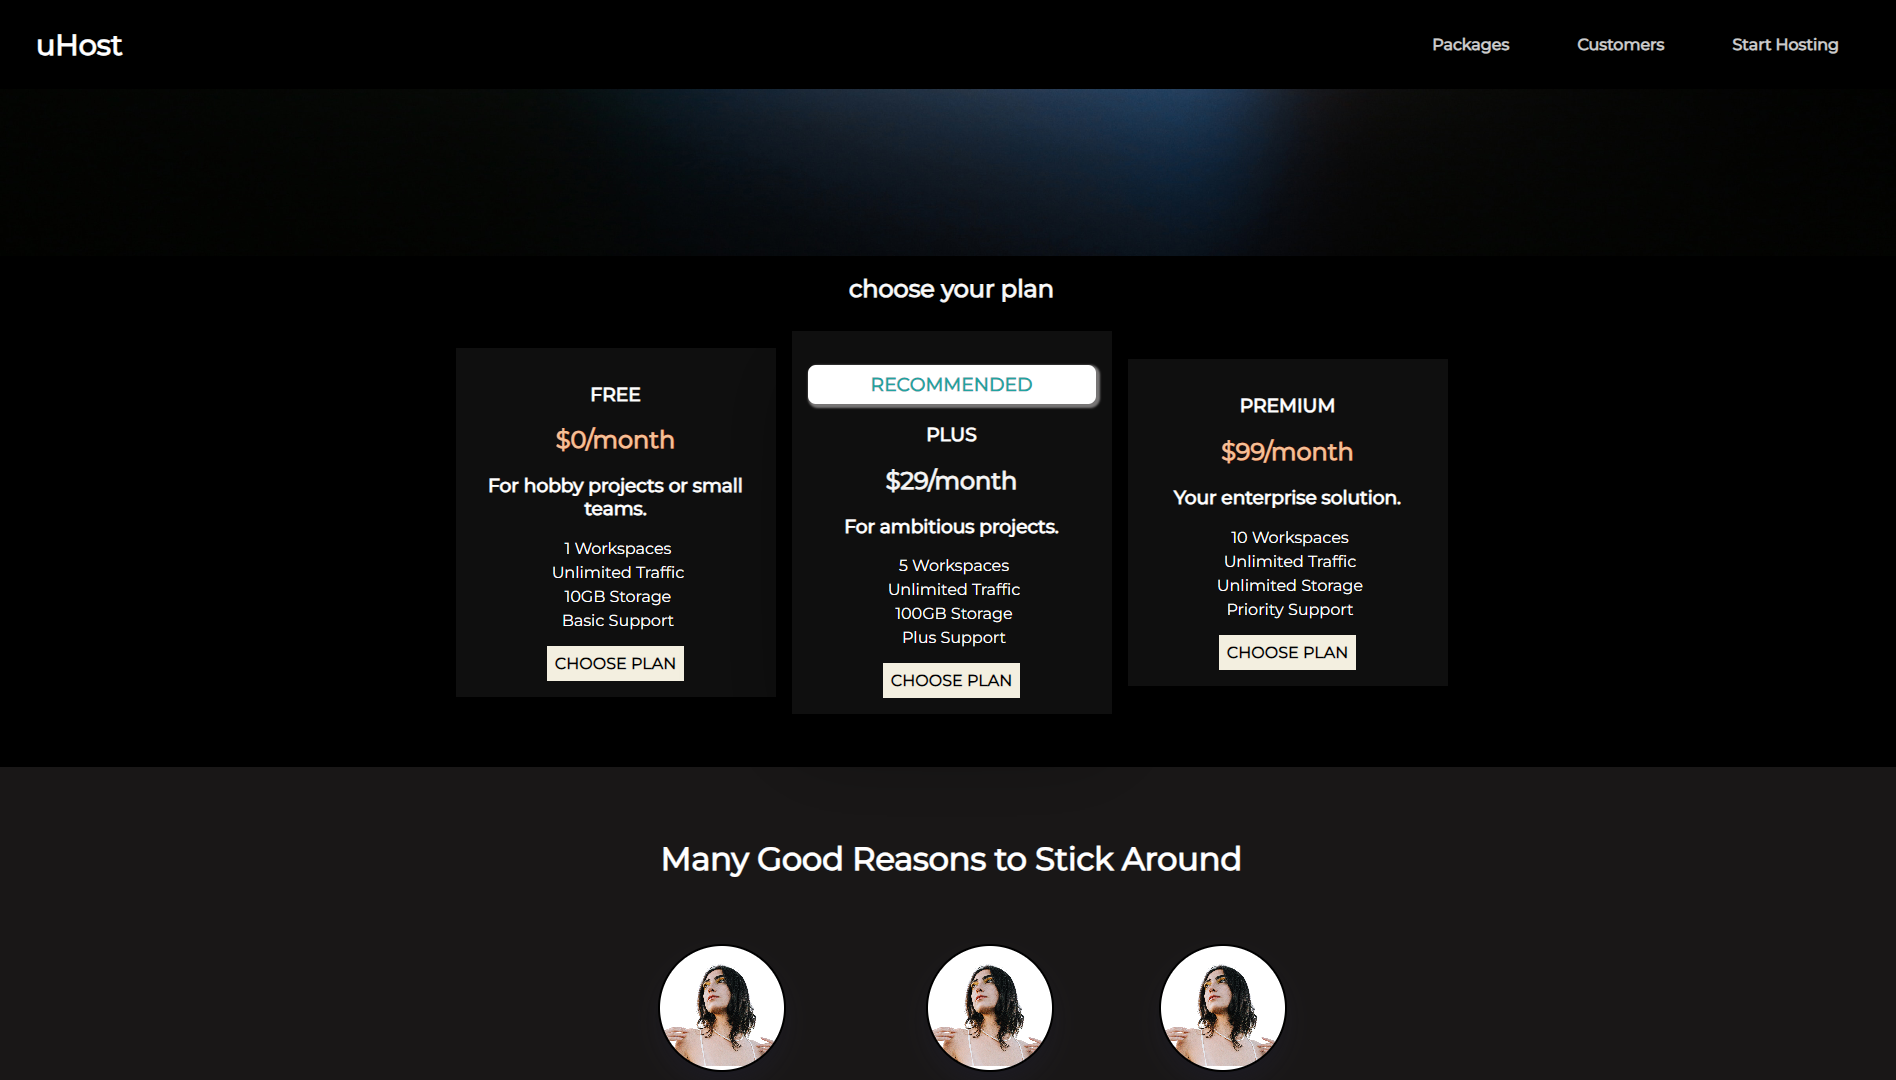 uHost
Packages
Customers
Start Hosting
choose your plan
FREE
$0/month
For hobby projects or small
teams.
1 Workspaces
Unlimited Traffic
10GB Storage
Basic Support
CHOOSE PLAN
RECOMMENDED
PLUS
$29/month
For ambitious projects.
5 Workspaces
Unlimited Traffic
100GB Storage
Plus Support
CHOOSE PLAN
PREMIUM
$99/month
Your enterprise solution.
10 Workspaces
Unlimited Traffic
Unlimited Storage
Priority Support
CHOOSE PLAN
Many Good Reasons to Stick Around